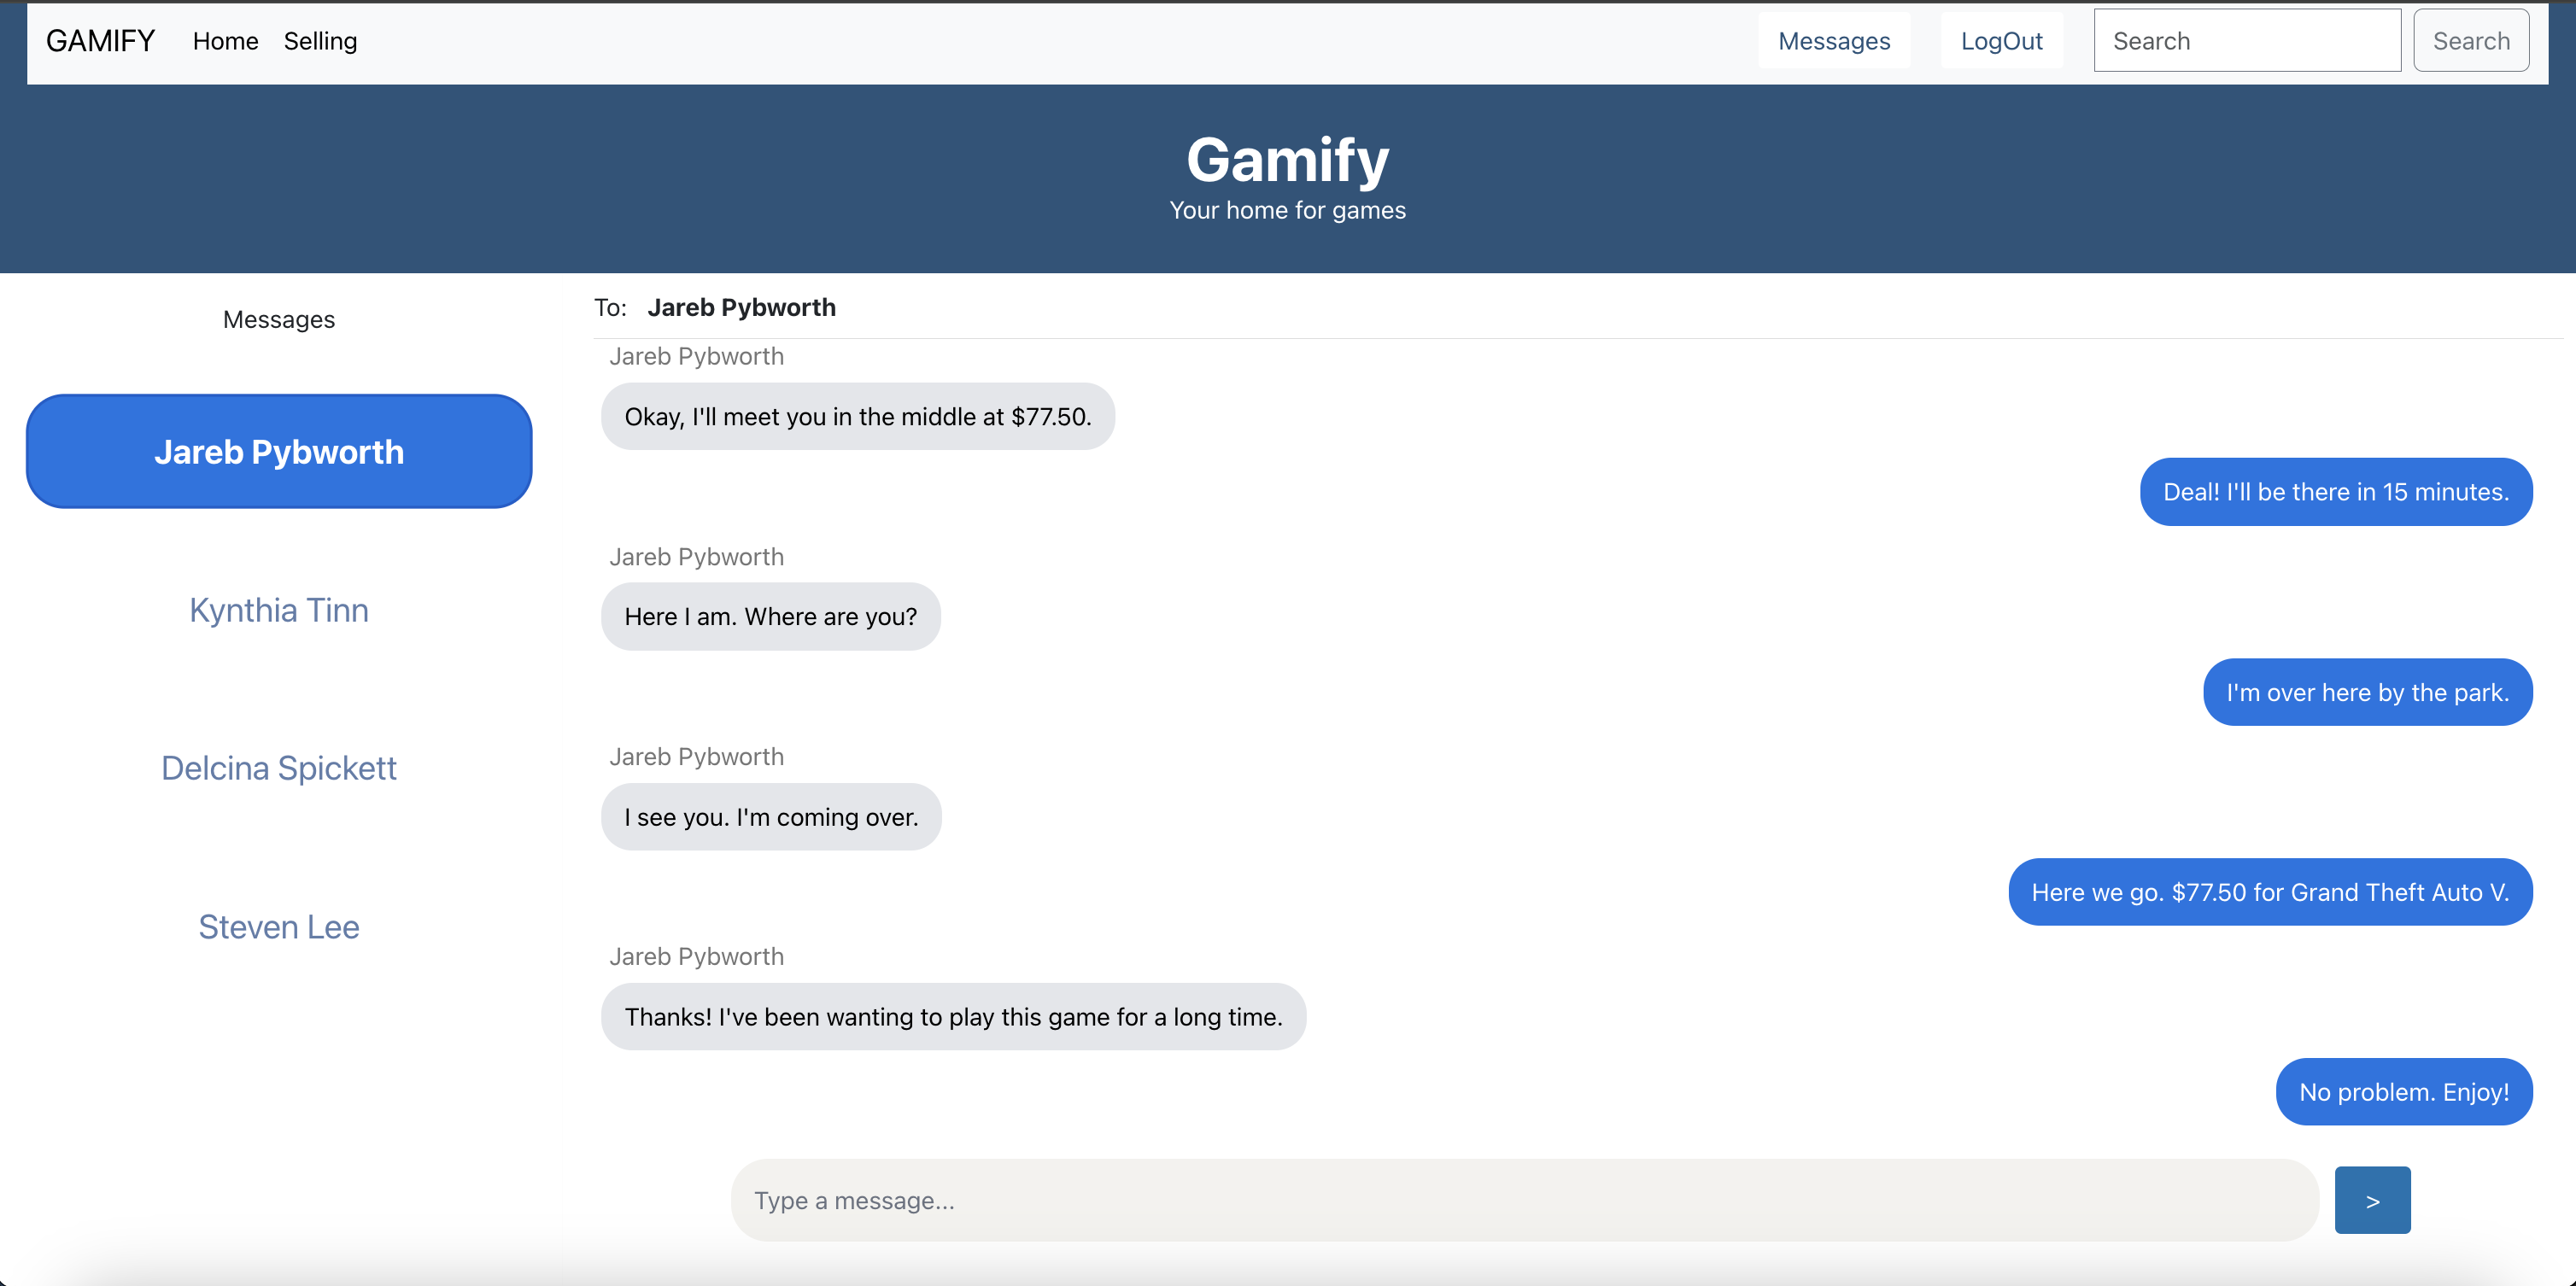 GAMIFY Home Selling Messages LogOut Search Search
Gamify
Your home for games
Messages
Jareb Pybworth
Kynthia Tinn
Delcina Spickett
Steven Lee
To: Jareb Pybworth
Jareb Pybworth
Okay, I'll meet you in the middle at $77.50.
Deal! I'll be there in 15 minutes.
Jareb Pybworth
Here I am. Where are you?
I'm over here by the park.
Jareb Pybworth
I see you. I'm coming over.
Here we go. $77.50 for Grand Theft Auto V.
Jareb Pybworth
Thanks! I've been wanting to play this game for a long time.
No problem. Enjoy!
Type a message...
>